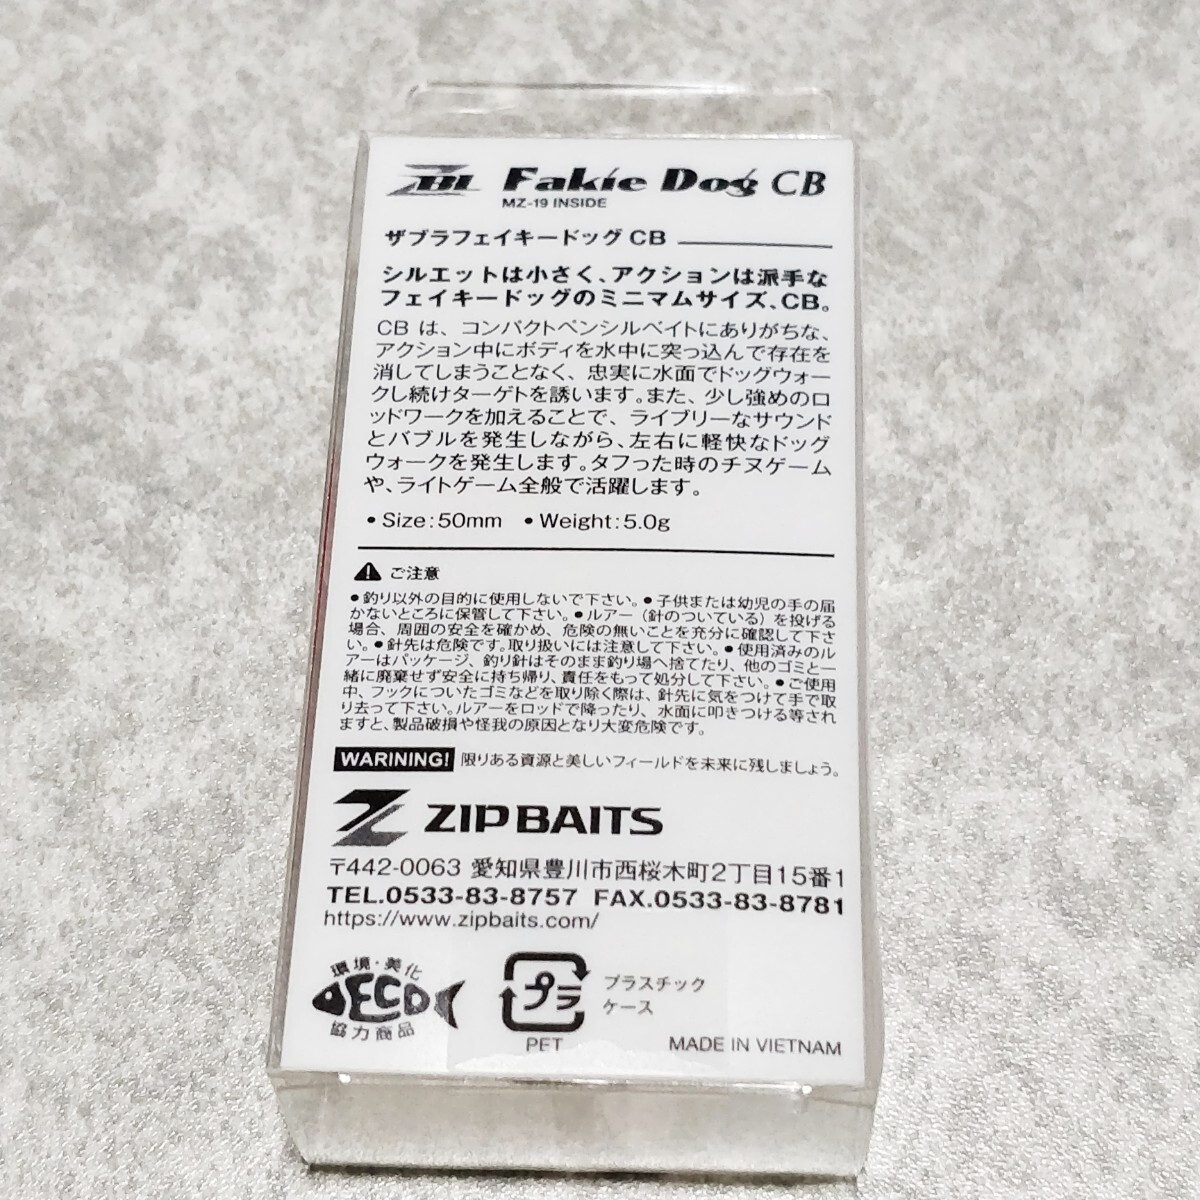 ZBL Fakie Dog CB
MZ-19 INSIDE
ザブラフェイキードッグ CB
シルエットは小さく、アクションは派手な
フェイキードッグのミニマムサイズ、CB。
CB は、コンパクトペンシルベイトにありがちな、
アクション中にボディを水中に突っ込んで存在を
消してしまうことなく、忠実に水面でドッグウォー
クし続けターゲトを誘います。また、少し強めのロ
ッドワークを加えることで、ライブリーなサウンド
とバブルを発生しながら、左右に軽快なドッグ
ウォークを発生します。タフった時のチヌゲーム
や、ライトゲーム全般で活躍します。
• Size:50mm • Weight:5.0g
ご注意
●釣り以外の目的に使用しないで下さい。●子供または幼児の手の届
かないところに保管して下さい。●ルアー（針のついている）を投げる
場合、周囲の安全を確かめ、危険の無いことを充分に確認して下さ
い。●針先は危険です。取り扱いには注意して下さい。●使用済みのル
アーはパッケージ、釣り針はそのまま釣り場へ捨てたり、他のゴミと一
緒に廃棄せず安全に持ち帰り、責任をもって処分して下さい。●ご使用
中、フックについたゴミなどを取り除く際は、針先に気をつけて手で取
り去って下さい。ルアーをロッドで降ったり、水面に叩きつける等され
ますと、製品破損や怪我の原因となり大変危険です。
WARINING! 限りある資源と美しいフィールドを未来に残しましょう。
ZIPBAITS
〒442-0063 愛知県豊川市西桜木町2丁目15番1
TEL.0533-83-8757 FAX.0533-83-8781
https://www.zipbaits.com/
環境・美化
DECO
協力商品
プラ
PET
プラスチック
ケース
MADE IN VIETNAM